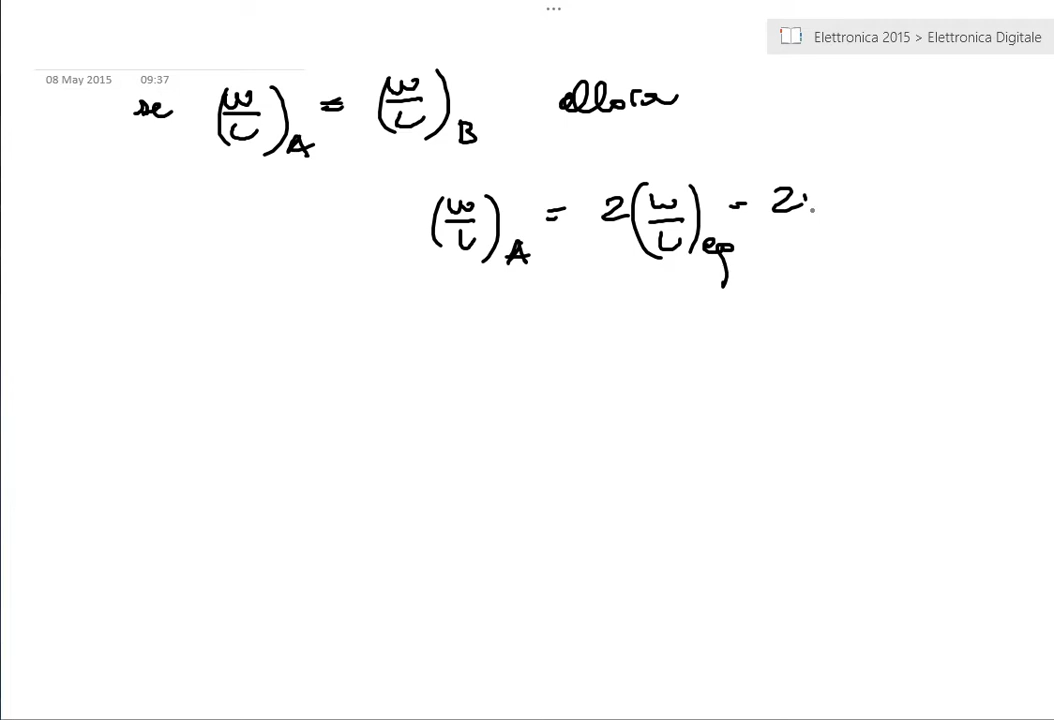 ...
Elettronica 2015 > Elettronica Digitale
08 May 2015 09:37
se (W/L)A = (W/L)B allora
(W/L)A = 2(W/L)eq = 2